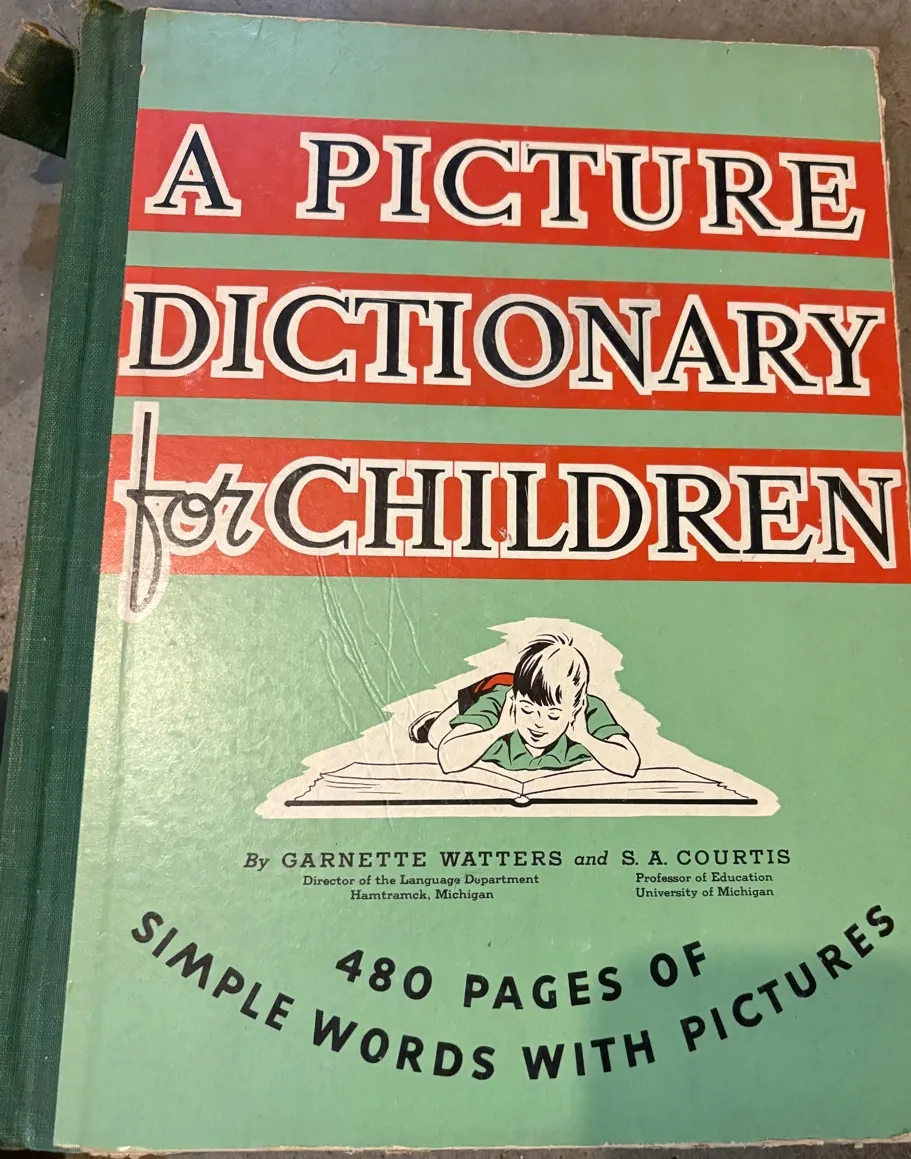 A PICTURE
DICTIONARY
for CHILDREN
By GARNETTE WATTERS and S. A. COURTIS
Director of the Language Department
Hamtramck, Michigan
Professor of Education
University of Michigan
480 PAGES OF
SIMPLE WORDS WITH PICTURES